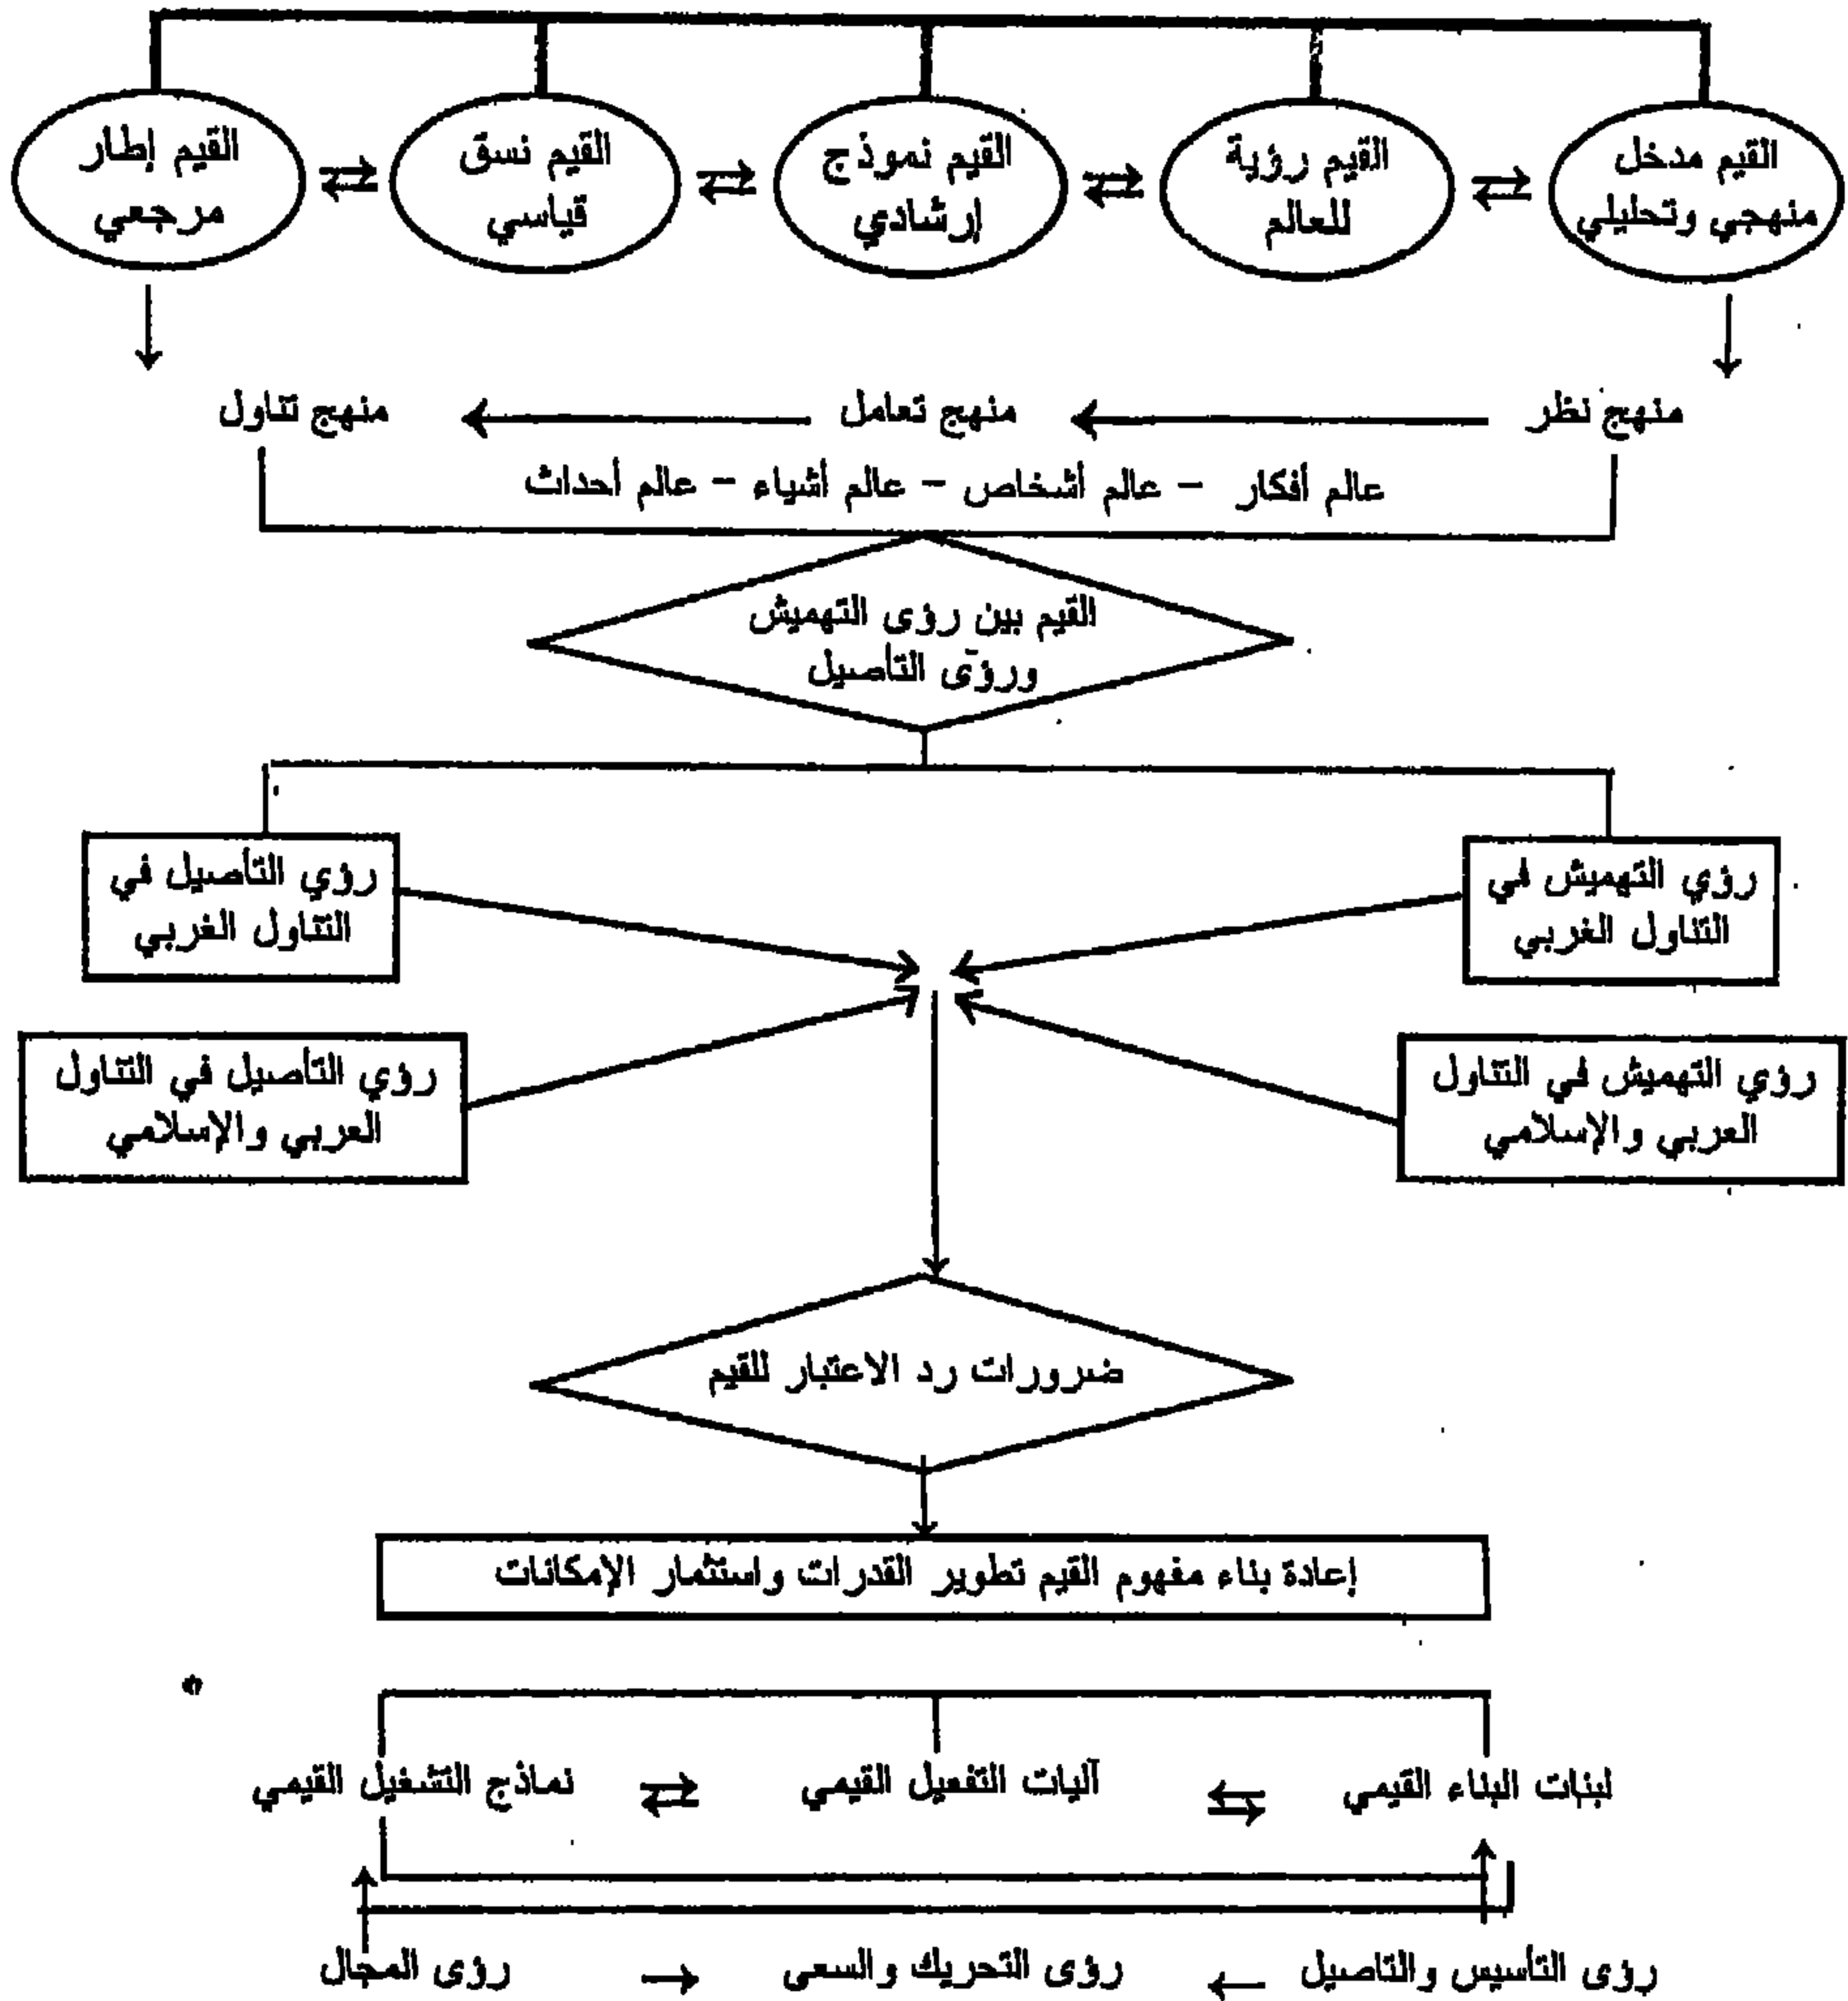 القيم مدخل
منهجي وتحليلي
القيم رؤية
للعالم
القيم نموذج
إرشادي
القيم نسق
قياسي
القيم إطار
مرجعي
منهج نظر
منهج تعامل
منهج تناول
عالم أفكار - عالم أشخاص - عالم أشياء - عالم أحداث
القيم بين رؤى التهميش
ورؤى التأصيل
رؤي التهميش في
التناول الغربي
رؤي التأصيل في
التناول الغربي
رؤي التهميش في التناول
العربي والإسلامي
رؤي التأصيل في التناول
العربي والإسلامي
ضرورات رد الاعتبار للقيم
إعادة بناء مفهوم القيم تطوير القدرات واستثمار الإمكانات
لبنات البناء القيمي
آليات التفعيل القيمي
نماذج التشغيل القيمي
رؤى التأسيس والتاصيل
رؤى التحريك والسعى
رؤى المجال